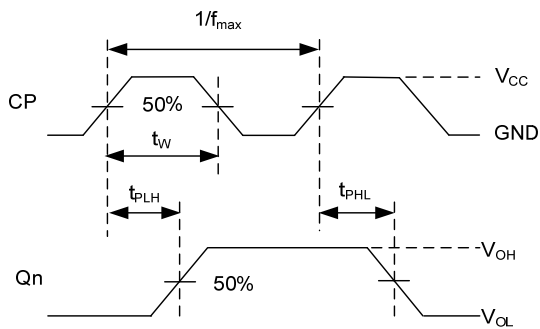 1/fmax
VCC
CP
50%
GND
tW
tPLH
tPHL
VOH
Qn
50%
VOL